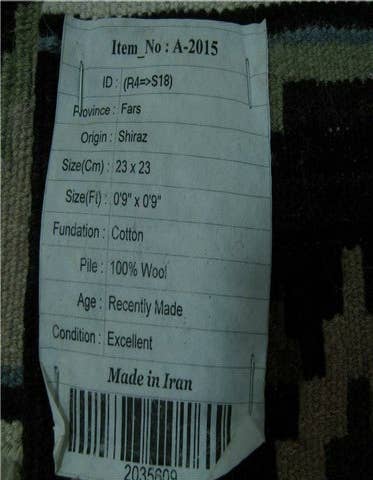 Item_No : A-2015
ID : (R4=>S18)
Province : Fars
Origin : Shiraz
Size(Cm) : 23 x 23
Size(Ft) : 0'9" x 0'9"
Fundation : Cotton
Pile : 100% Wool
Age : Recently Made
Condition : Excellent
Made in Iran
2035609